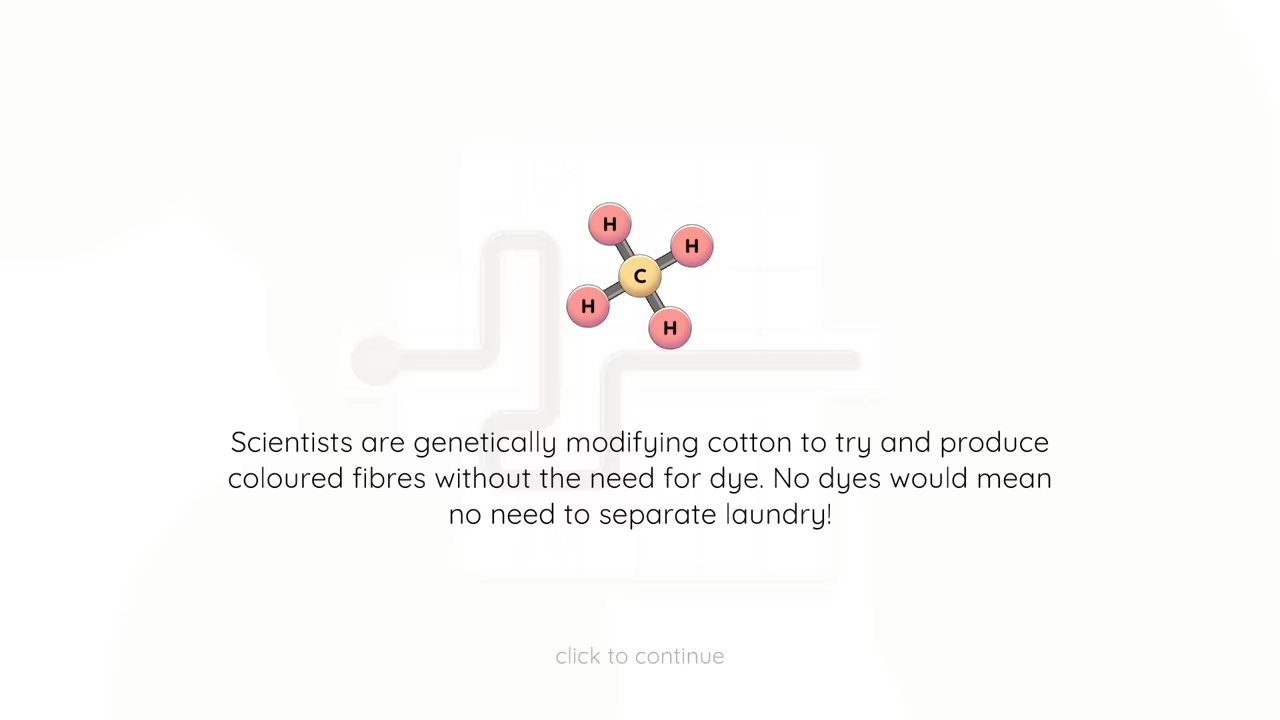 H
H
C
H
H
Scientists are genetically modifying cotton to try and produce
coloured fibres without the need for dye. No dyes would mean
no need to separate laundry!
click to continue